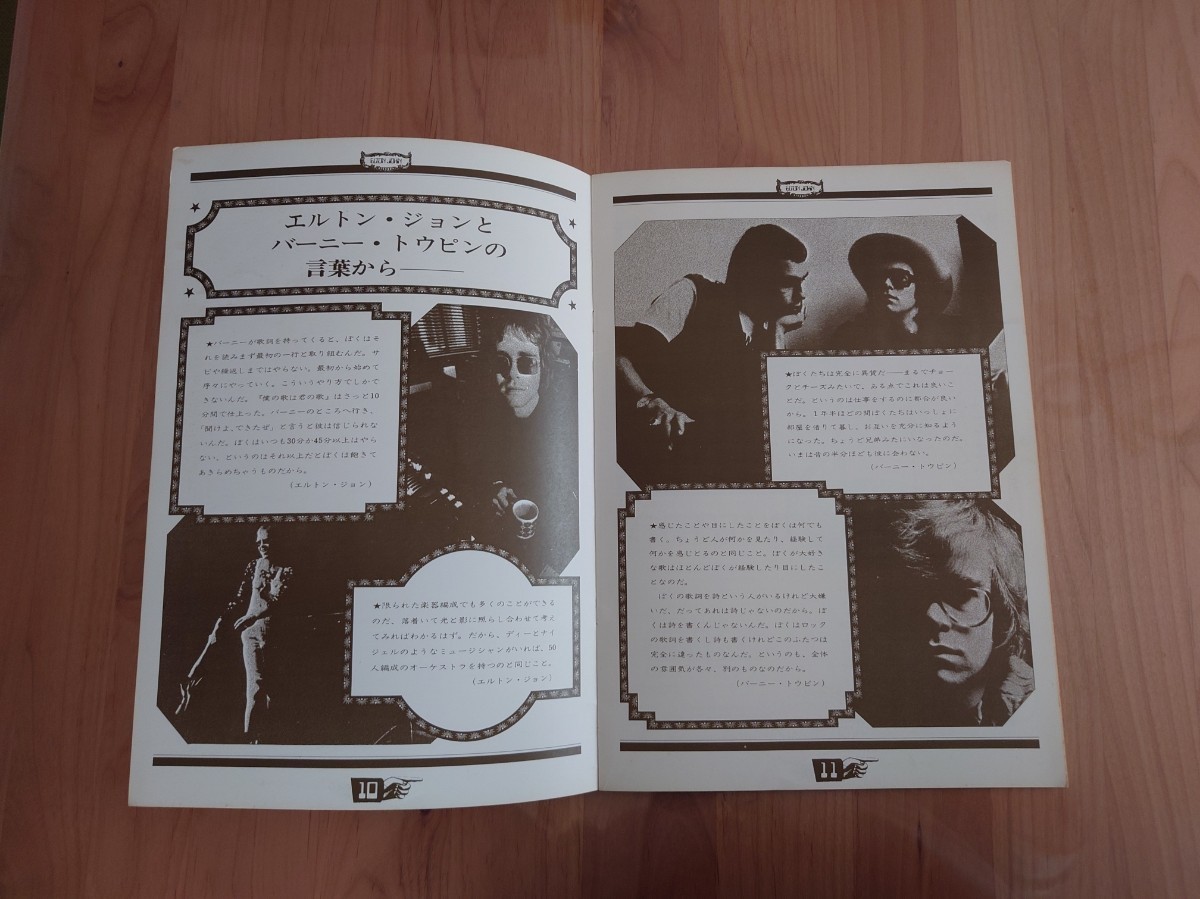 ELTON JOHN
エルトン・ジョンと
バーニー・トウピンの
言葉から——
★バーニーが歌詞を持ってくると、ぼくはそ
れを読みまず最初の一行と取り組むんだ。サ
ビや繰返しまではやらない。最初から始めて
序々にやっていく。こういうやり方でしかで
きないんだ。『僕の歌は君の歌』はざっと10
分間で仕上った。バーニーのところへ行き、
「聞けよ、できたぜ」と言うと彼は信じられな
いんだ。ぼくはいつも30分か45分以上はやら
ない。というのはそれ以上だとぼくは飽きて
あきらめちゃうものだから。
(エルトン・ジョン)
★限られた楽器編成でも多くのことができる
のだ、落着いて光と影に照らし合わせて考え
てみればわかるはず。だから、ディーとナイ
ジェルのようなミュージシャンがいれば、50
人編成のオーケストラを持つのと同じこと。
(エルトン・ジョン)
10
ELTON JOHN
★ぼくたちは完全に異質だ——まるでチョー
クとチーズみたいで。ある点でこれは良いこ
とだ。というのは仕事をするのに都合が良い
から。1年半ほどの間ぼくたちはいっしょに
部屋を借りて暮し、お互いを充分に知るよう
になった。ちょうど兄弟みたいになったのだ。
いまは昔の半分ほども彼に会わない。
(バーニー・トウピン)
★感じたことや目にしたことをぼくは何でも
書く。ちょうど人が何かを見たり、経験して
何かを感じとるのと同じこと。ぼくが大好き
な歌はほとんどぼくが経験したり目にしたこ
となのだ。
ぼくの歌詞を詩という人がいるけれど大嫌
いだ。だってあれは詩じゃないのだから。ぼ
くは詩を書くんじゃないんだ。ぼくはロック
の歌詞を書くし詩も書くけれどこのふたつは
完全に違ったものなんだ。というのも、全体
の雰囲気が各々、別のものなのだから。
(バーニー・トウピン)
11